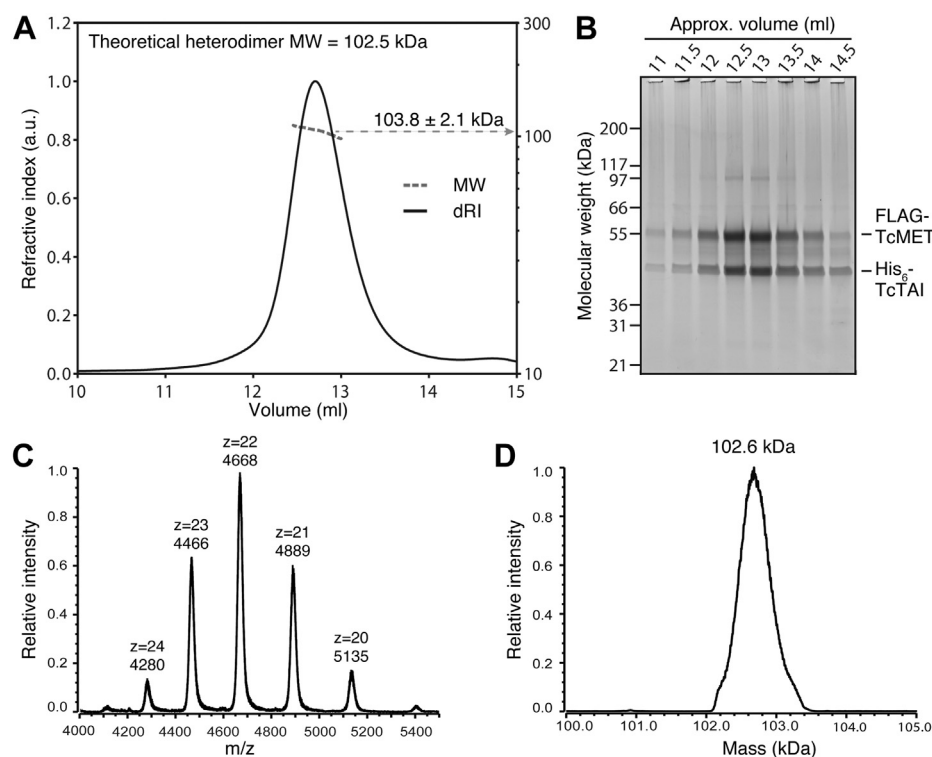 A
Theoretical heterodimer MW = 102.5 kDa
103.8 ± 2.1 kDa
MW
dRI
Refractive index (a.u.)
1.2
1.0
0.8
0.6
0.4
0.2
0.0
300
100
10
10 11 12 13 14 15
Volume (ml)
B
Approx. volume (ml)
11 11.5 12 12.5 13 13.5 14 14.5
Molecular weight (kDa)
200
117
97
66
55
36
31
21
FLAG-
TcMET
His6-
TcTAI
C
Relative intensity
1.0
0.8
0.6
0.4
0.2
0.0
z=24
4280
z=23
4466
z=22
4668
z=21
4889
z=20
5135
4000 4200 4400 4600 4800 5000 5200 5400
m/z
D
102.6 kDa
Relative intensity
1.0
0.8
0.6
0.4
0.2
0.0
100.0 101.0 102.0 103.0 104.0 105.0
Mass (kDa)